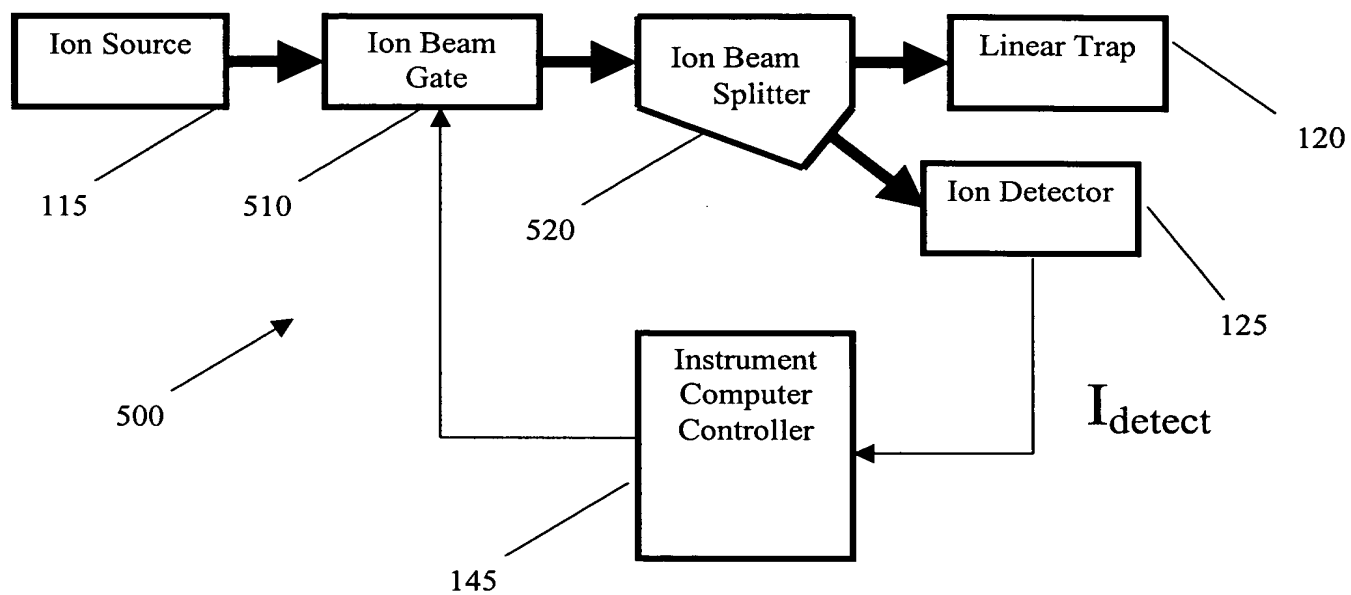 Ion Source
Ion Beam
Gate
Ion Beam
Splitter
Linear Trap
120
115
510
520
Ion Detector
125
500
Instrument
Computer
Controller
I_detect
145